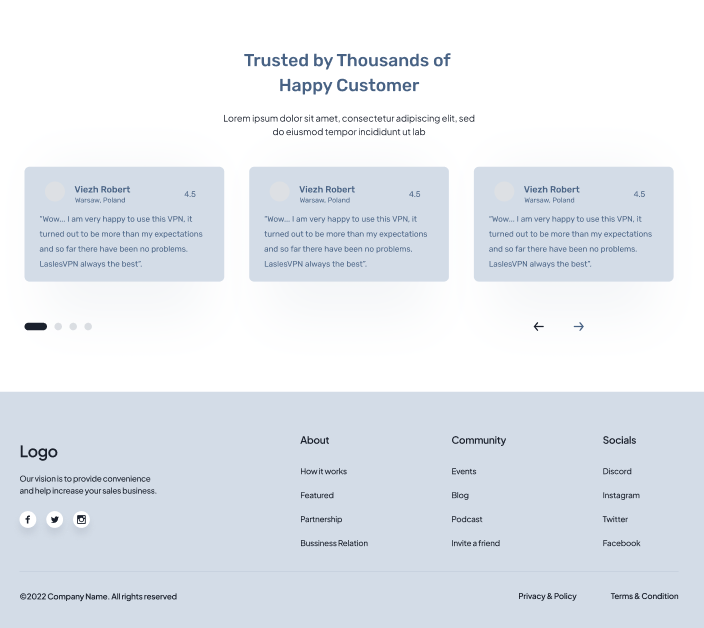 Trusted by Thousands of
Happy Customer
Lorem ipsum dolor sit amet, consectetur adipiscing elit, sed
do eiusmod tempor incididunt ut lab
Viezh Robert
Warsaw, Poland
4.5
"Wow... I am very happy to use this VPN, it
turned out to be more than my expectations
and so far there have been no problems.
LaslesVPN always the best".
Viezh Robert
Warsaw, Poland
4.5
"Wow... I am very happy to use this VPN, it
turned out to be more than my expectations
and so far there have been no problems.
LaslesVPN always the best".
Viezh Robert
Warsaw, Poland
4.5
"Wow... I am very happy to use this VPN, it
turned out to be more than my expectations
and so far there have been no problems.
LaslesVPN always the best".
Logo
Our vision is to provide convenience
and help increase your sales business.
About
How it works
Featured
Partnership
Bussiness Relation
Community
Events
Blog
Podcast
Invite a friend
Socials
Discord
Instagram
Twitter
Facebook
©2022 Company Name. All rights reserved
Privacy & Policy
Terms & Condition